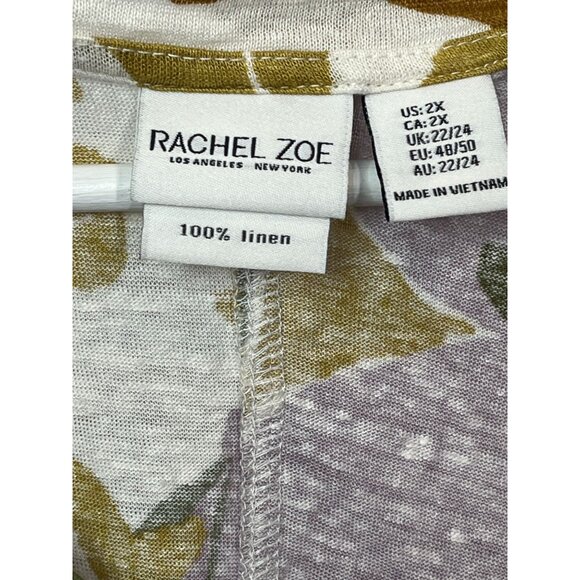 RACHEL ZOE
LOS ANGELES NEW YORK
100% linen
US: 2X
CA: 2X
UK: 22/24
EU: 48/50
AU: 22/24
MADE IN VIETNAM